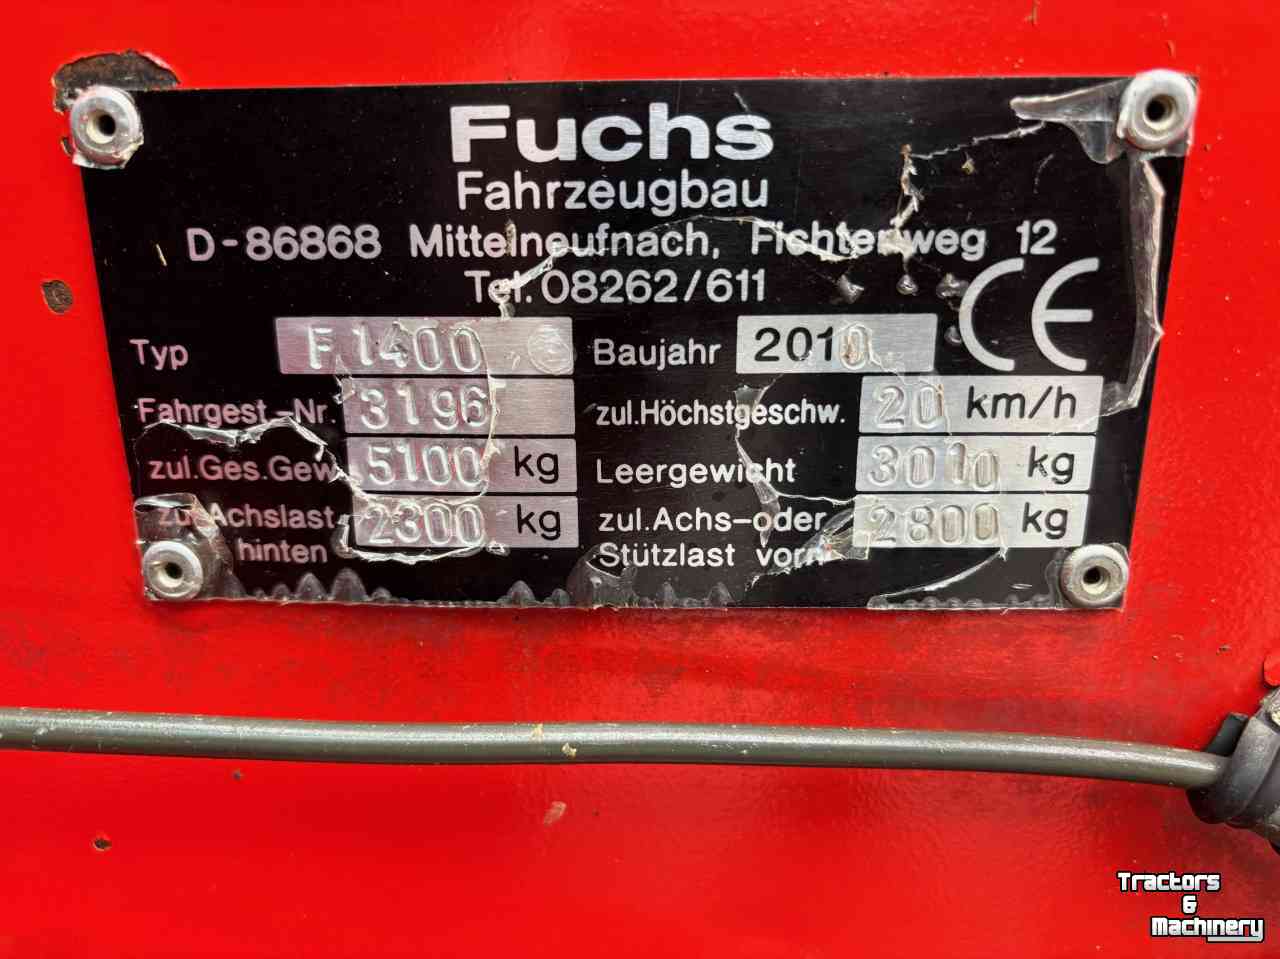 Fuchs
Fahrzeugbau
D-86868 Mittelneufnach, Fichtenweg 12
Tel. 08262/611
CE
Typ F 1400 Baujahr 2010
Fahrgest.-Nr. 3196 zul.Höchstgeschw. 20 km/h
zul.Ges.Gew. 5100 kg Leergewicht 3010 kg
zul.Achslast 2300 kg zul.Achs-oder 2800 kg
hinten Stützlast vorn
Tractors
&
Machinery